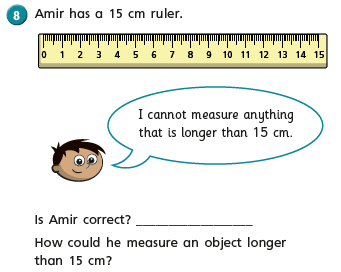 8 Amir has a 15 cm ruler.
0 1 2 3 4 5 6 7 8 9 10 11 12 13 14 15
I cannot measure anything
that is longer than 15 cm.
Is Amir correct? __________________
How could he measure an object longer
than 15 cm?